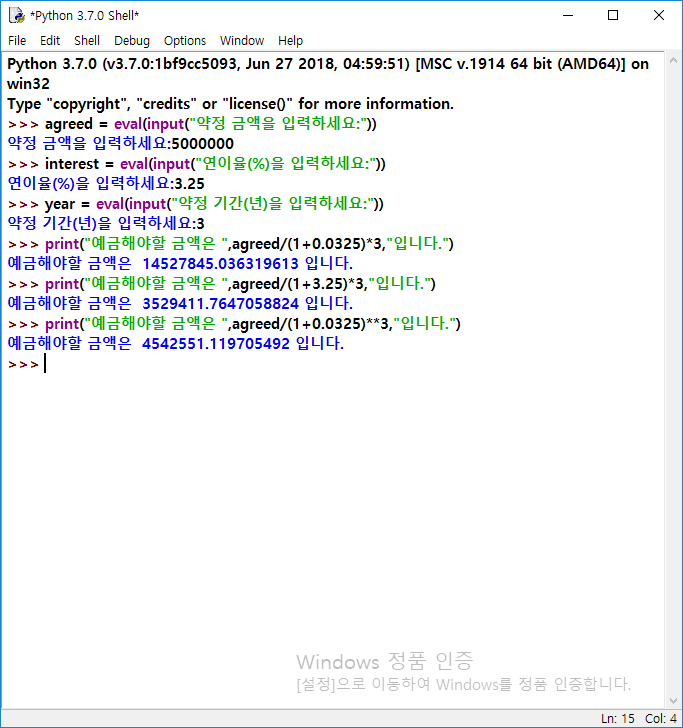 *Python 3.7.0 Shell*
File Edit Shell Debug Options Window Help
Python 3.7.0 (v3.7.0:1bf9cc5093, Jun 27 2018, 04:59:51) [MSC v.1914 64 bit (AMD64)] on
win32
Type "copyright", "credits" or "license()" for more information.
>>> agreed = eval(input("약정 금액을 입력하세요:"))
약정 금액을 입력하세요:5000000
>>> interest = eval(input("연이율(%)을 입력하세요:"))
연이율(%)을 입력하세요:3.25
>>> year = eval(input("약정 기간(년)을 입력하세요:"))
약정 기간(년)을 입력하세요:3
>>> print("예금해야할 금액은 ",agreed/(1+0.0325)*3,"입니다.")
예금해야할 금액은  14527845.036319613 입니다.
>>> print("예금해야할 금액은 ",agreed/(1+3.25)*3,"입니다.")
예금해야할 금액은  3529411.7647058824 입니다.
>>> print("예금해야할 금액은 ",agreed/(1+0.0325)**3,"입니다.")
예금해야할 금액은  4542551.119705492 입니다.
>>>
Windows 정품 인증
[설정]으로 이동하여 Windows를 정품 인증합니다.
Ln: 15 Col: 4